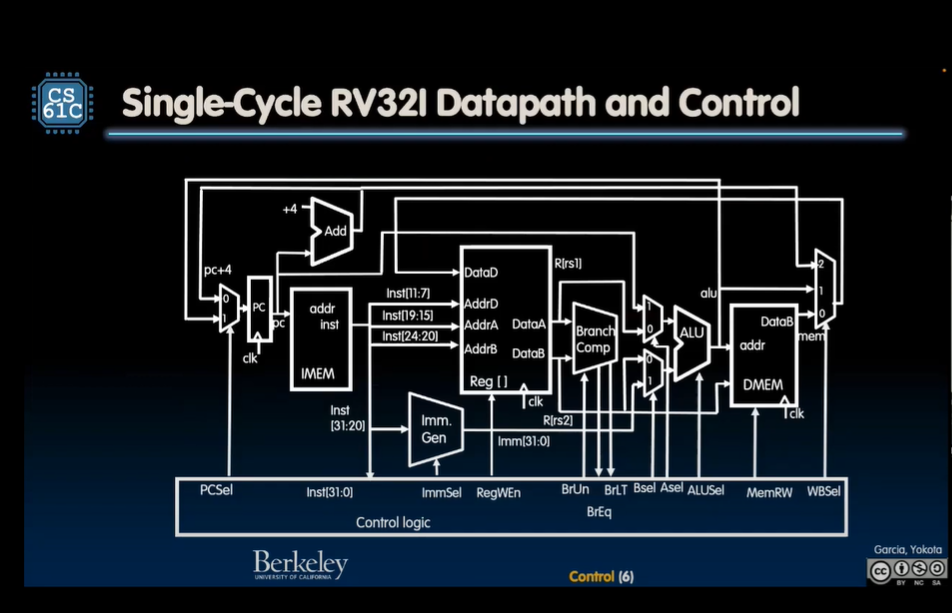 CS
61C
Single-Cycle RV32I Datapath and Control
+4
Add
pc+4
0
1
PC
pc
clk
addr
inst
IMEM
Inst[11:7]
Inst[19:15]
Inst[24:20]
Inst
[31:20]
DataD
AddrD
AddrA
AddrB
DataA
DataB
Reg [ ]
clk
R[rs1]
R[rs2]
Imm.
Gen
Imm[31:0]
Branch
Comp
1
0
0
1
ALU
alu
DataB
addr
DMEM
clk
mem
2
1
0
PCSel
Inst[31:0]
ImmSel
RegWEn
BrUn
BrEq
BrLT
Bsel
Asel
ALUSel
MemRW
WBSel
Control logic
Berkeley
UNIVERSITY OF CALIFORNIA
Control (6)
Garcia, Yokota
cc
BY NC SA